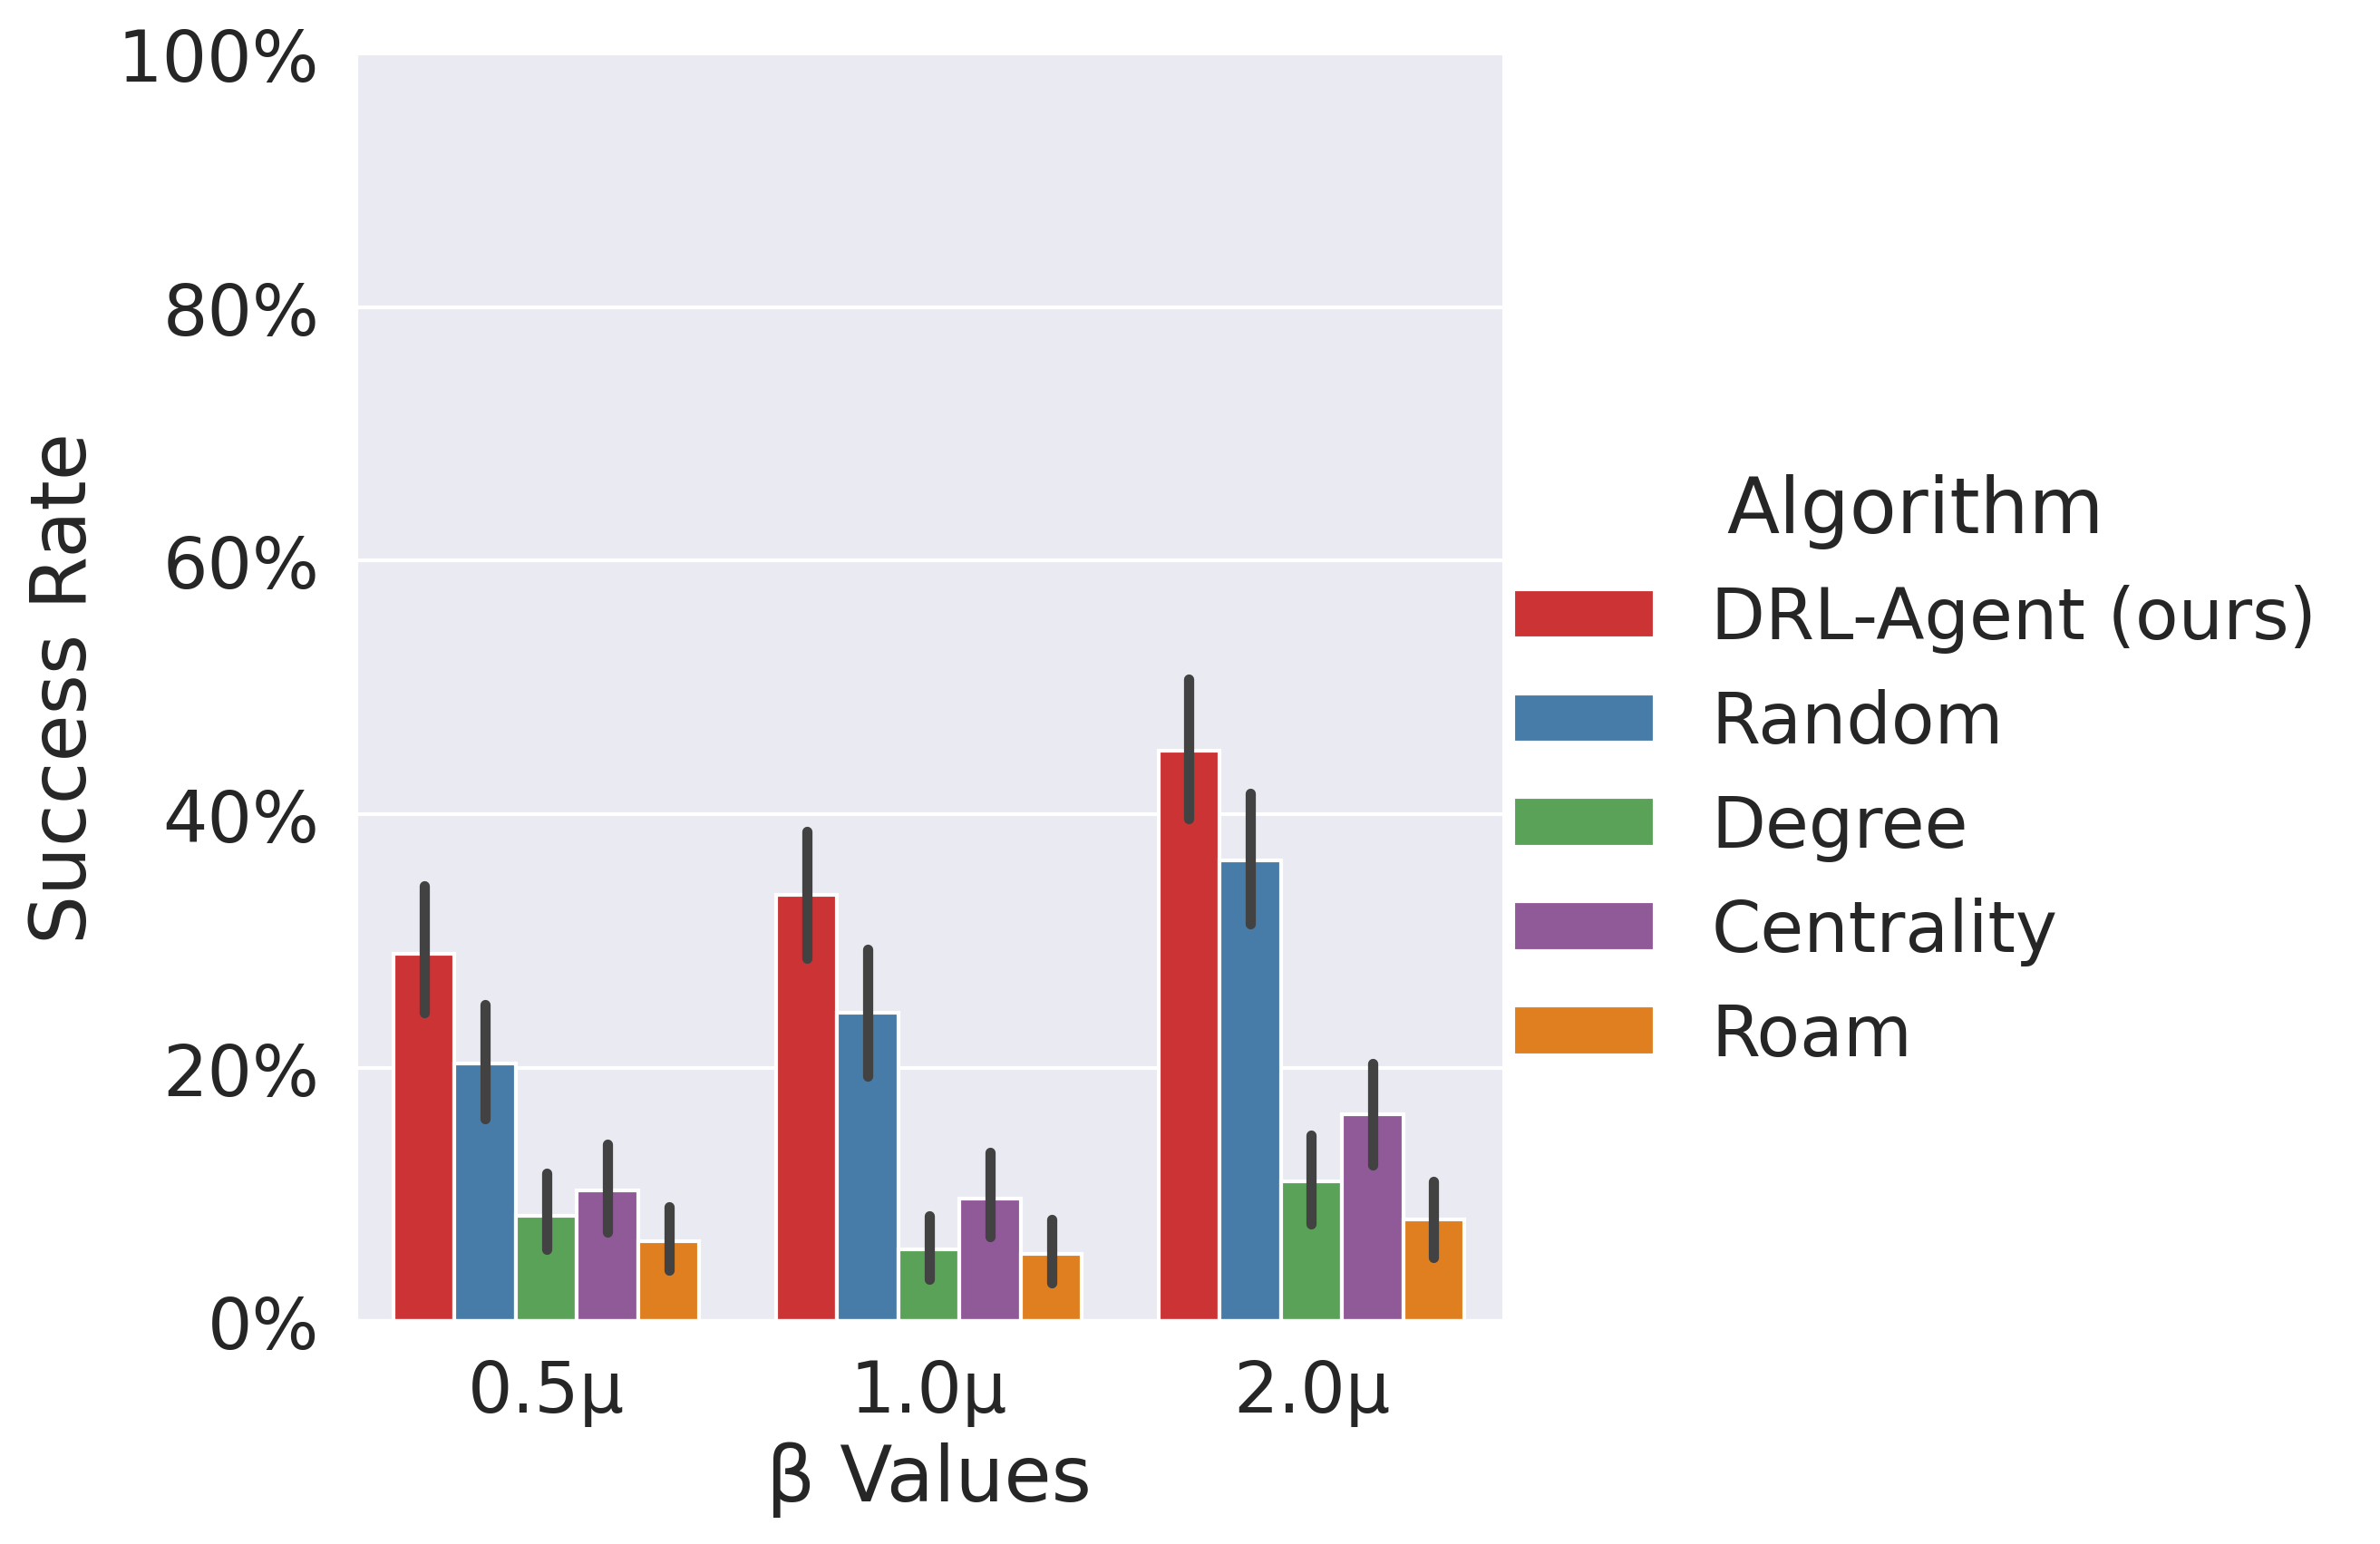 100%
80%
60%
40%
20%
0%
Success Rate
0.5μ
1.0μ
2.0μ
β Values
Algorithm
DRL-Agent (ours)
Random
Degree
Centrality
Roam